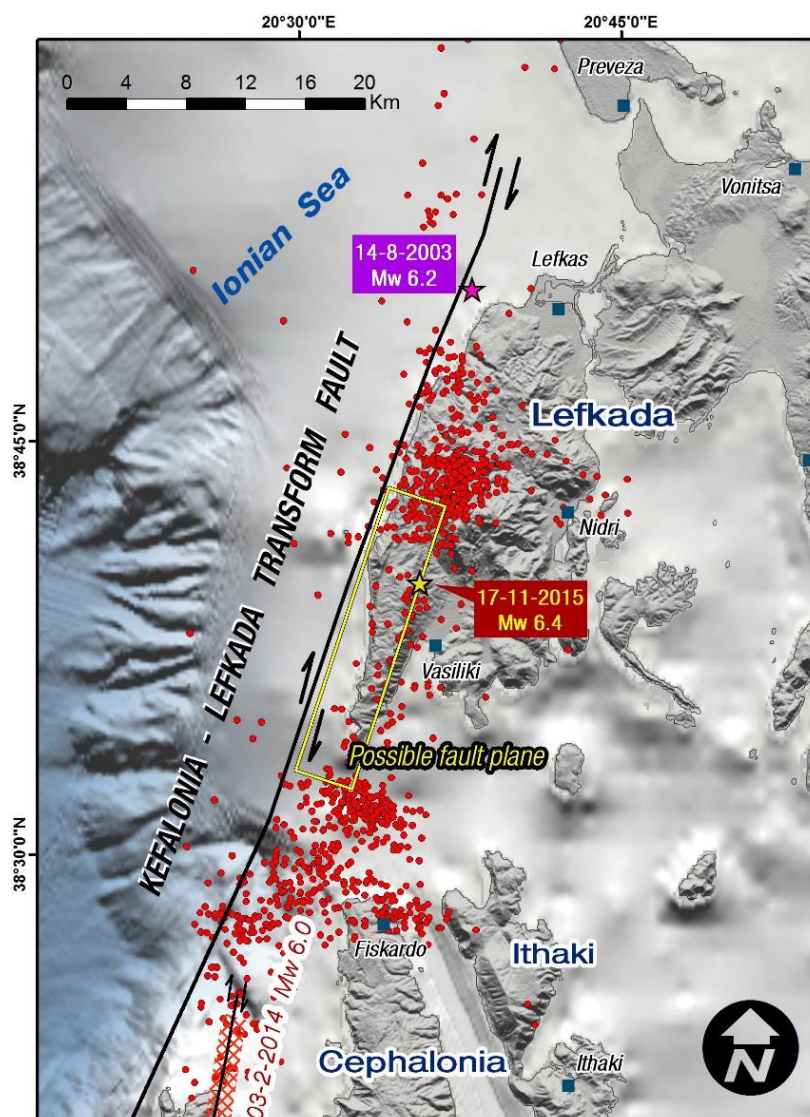 20°30'0"E
20°45'0"E
0 4 8 12 16 20
Km
Preveza
Vonitsa
Ionian Sea
14-8-2003
Mw 6.2
Lefkas
Lefkada
38°45'0"N
KEFALONIA - LEFKADA TRANSFORM FAULT
Nidri
17-11-2015
Mw 6.4
Vasiliki
Possible fault plane
38°30'0"N
Fiskardo
Ithaki
03-2-2014 Mw 6.0
Cephalonia
Ithaki
N